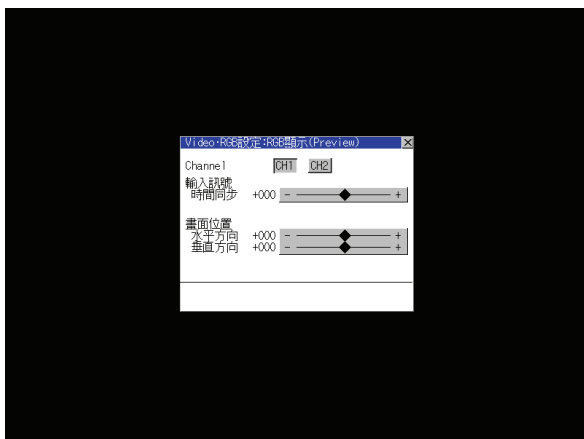 Video･RGB設定:RGB顯示(Preview) ×
Channel CH1 CH2
輸入訊號
時間同步 +000 - +
畫面位置
水平方向 +000 - +
垂直方向 +000 - +